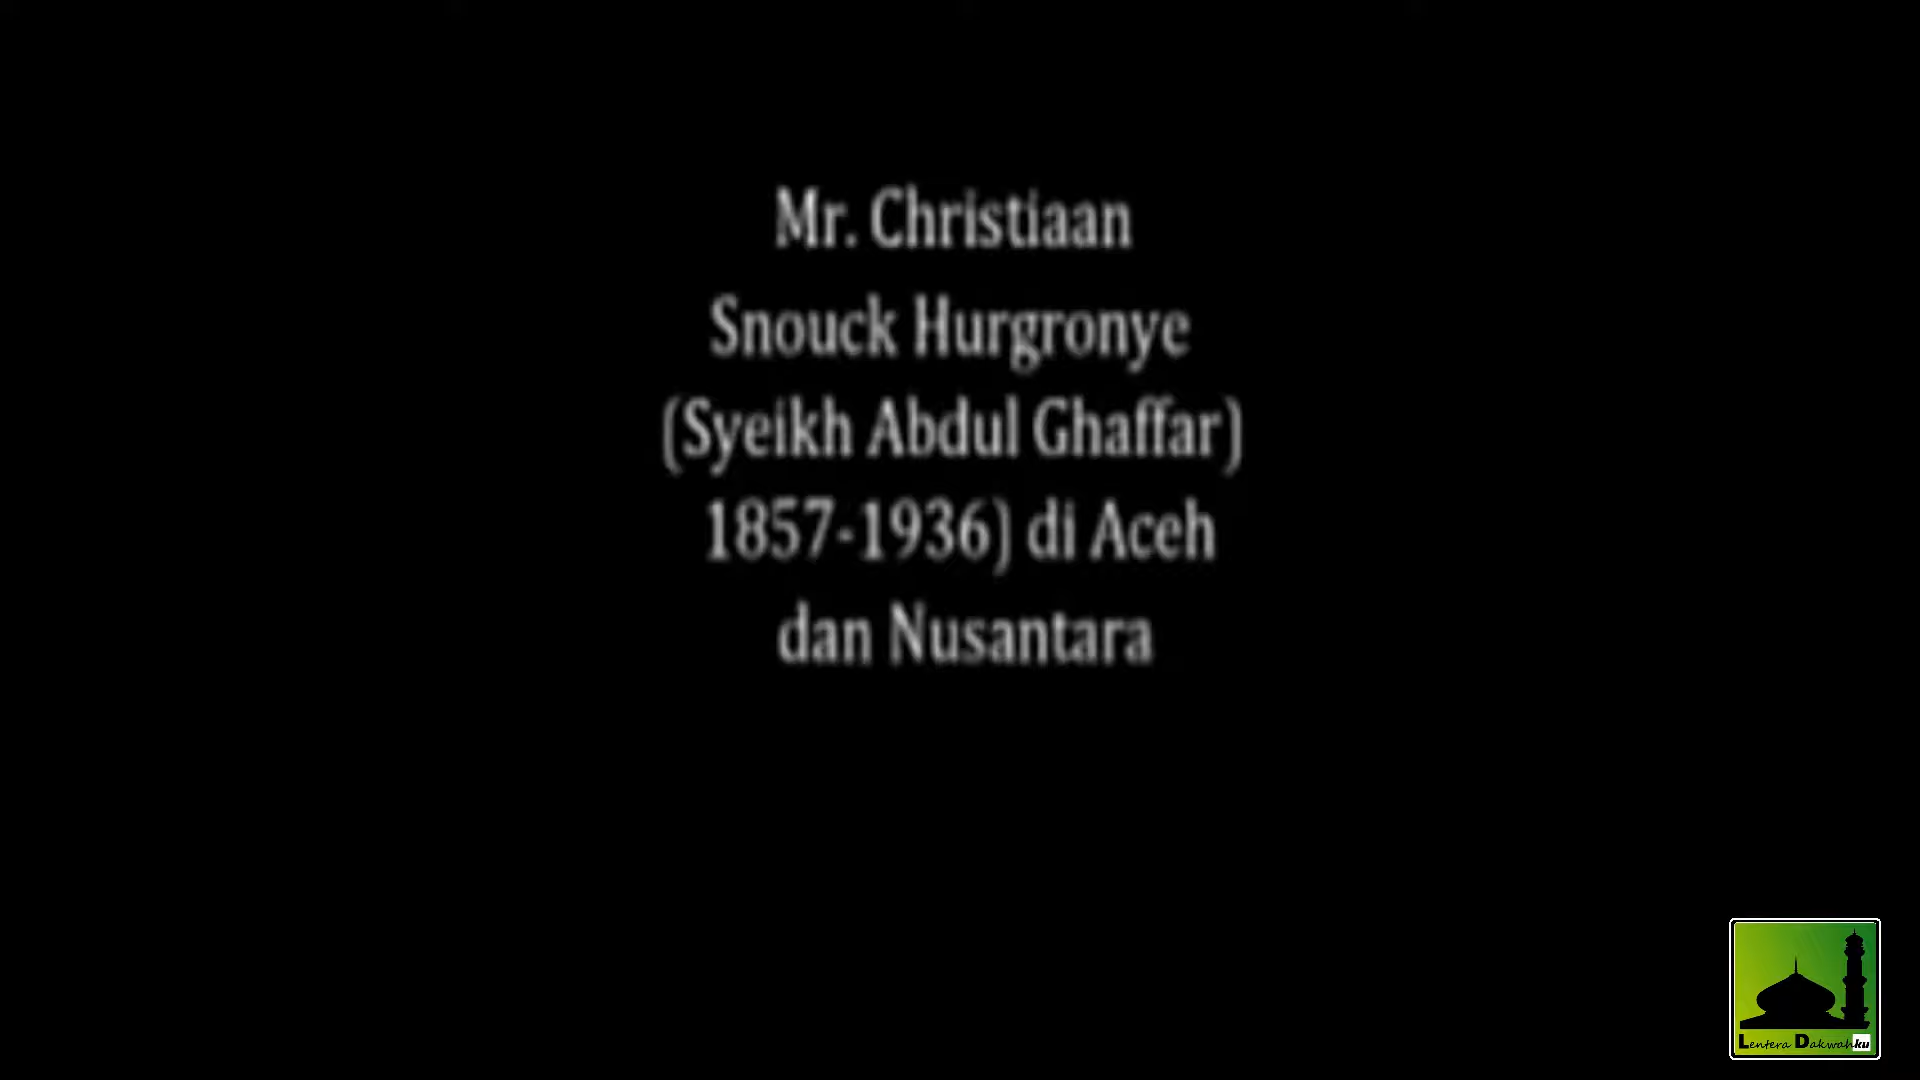 Mr. Christiaan
Snouck Hurgronye
(Syeikh Abdul Ghaffar)
1857-1936) di Aceh
dan Nusantara
Lentera Dakwahku